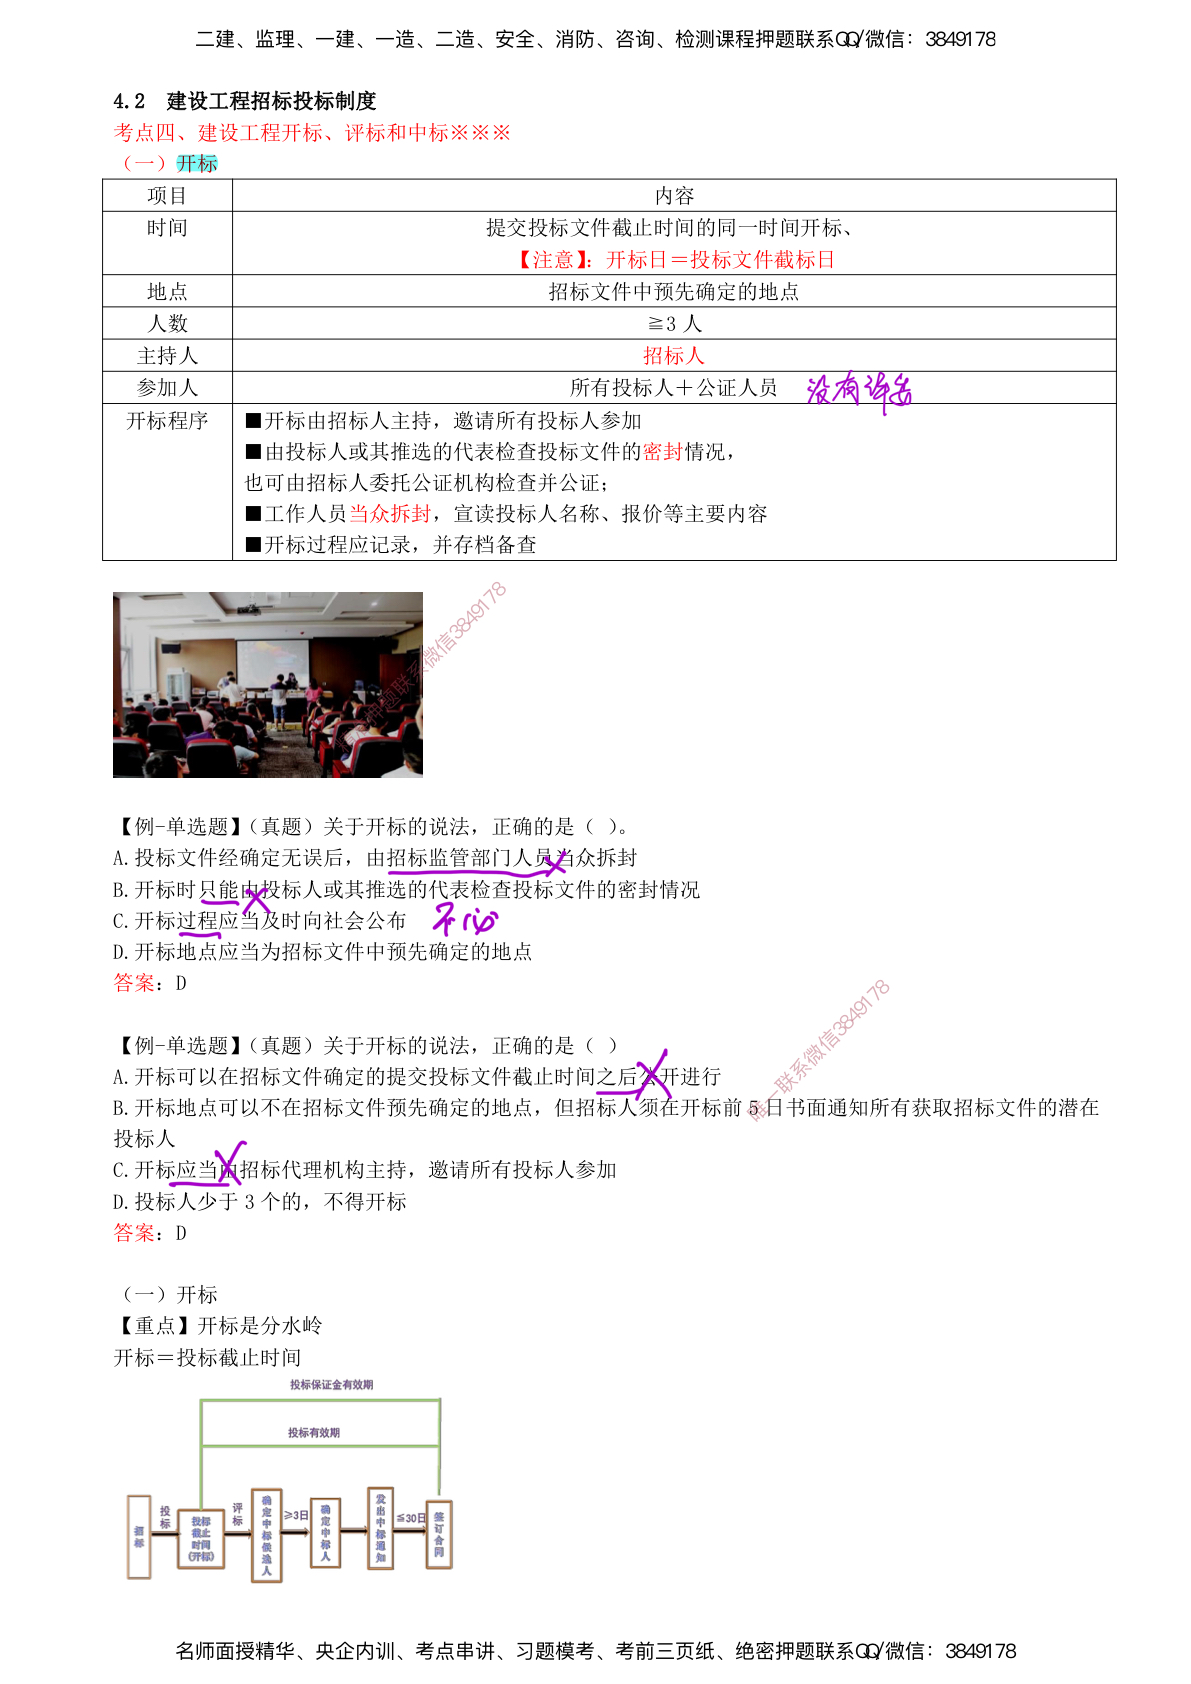 二建、监理、一建、一造、二造、安全、消防、咨询、检测课程押题联系QQ/微信：3849178
4.2 建设工程招标投标制度
考点四、建设工程开标、评标和中标※※※
（一）开标
项目 内容
时间 提交投标文件截止时间的同一时间开标、
【注意】：开标日＝投标文件截标日
地点 招标文件中预先确定的地点
人数 ≧3 人
主持人 招标人
参加人 所有投标人＋公证人员 没有评委
开标程序 ■开标由招标人主持，邀请所有投标人参加
■由投标人或其推选的代表检查投标文件的密封情况，
也可由招标人委托公证机构检查并公证；
■工作人员当众拆封，宣读投标人名称、报价等主要内容
■开标过程应记录，并存档备查
押题联系微信3849178
【例-单选题】（真题）关于开标的说法，正确的是（ ）。
A.投标文件经确定无误后，由招标监管部门人员当众拆封
B.开标时只能由投标人或其推选的代表检查投标文件的密封情况
C.开标过程应当及时向社会公布 不必
D.开标地点应当为招标文件中预先确定的地点
答案：D
唯一联系微信3849178
【例-单选题】（真题）关于开标的说法，正确的是（ ）
A.开标可以在招标文件确定的提交投标文件截止时间之后公开进行
B.开标地点可以不在招标文件预先确定的地点，但招标人须在开标前 5 日书面通知所有获取招标文件的潜在
投标人
C.开标应当由招标代理机构主持，邀请所有投标人参加
D.投标人少于 3 个的，不得开标
答案：D
（一）开标
【重点】开标是分水岭
开标＝投标截止时间
投标保证金有效期
投标有效期
招标
投标
投标截止时间(开标)
评标
确定中标候选人
≥3日
确定中标人
发出中标通知
≦30日
签订合同
名师面授精华、央企内训、考点串讲、习题模考、考前三页纸、绝密押题联系QQ/微信：3849178